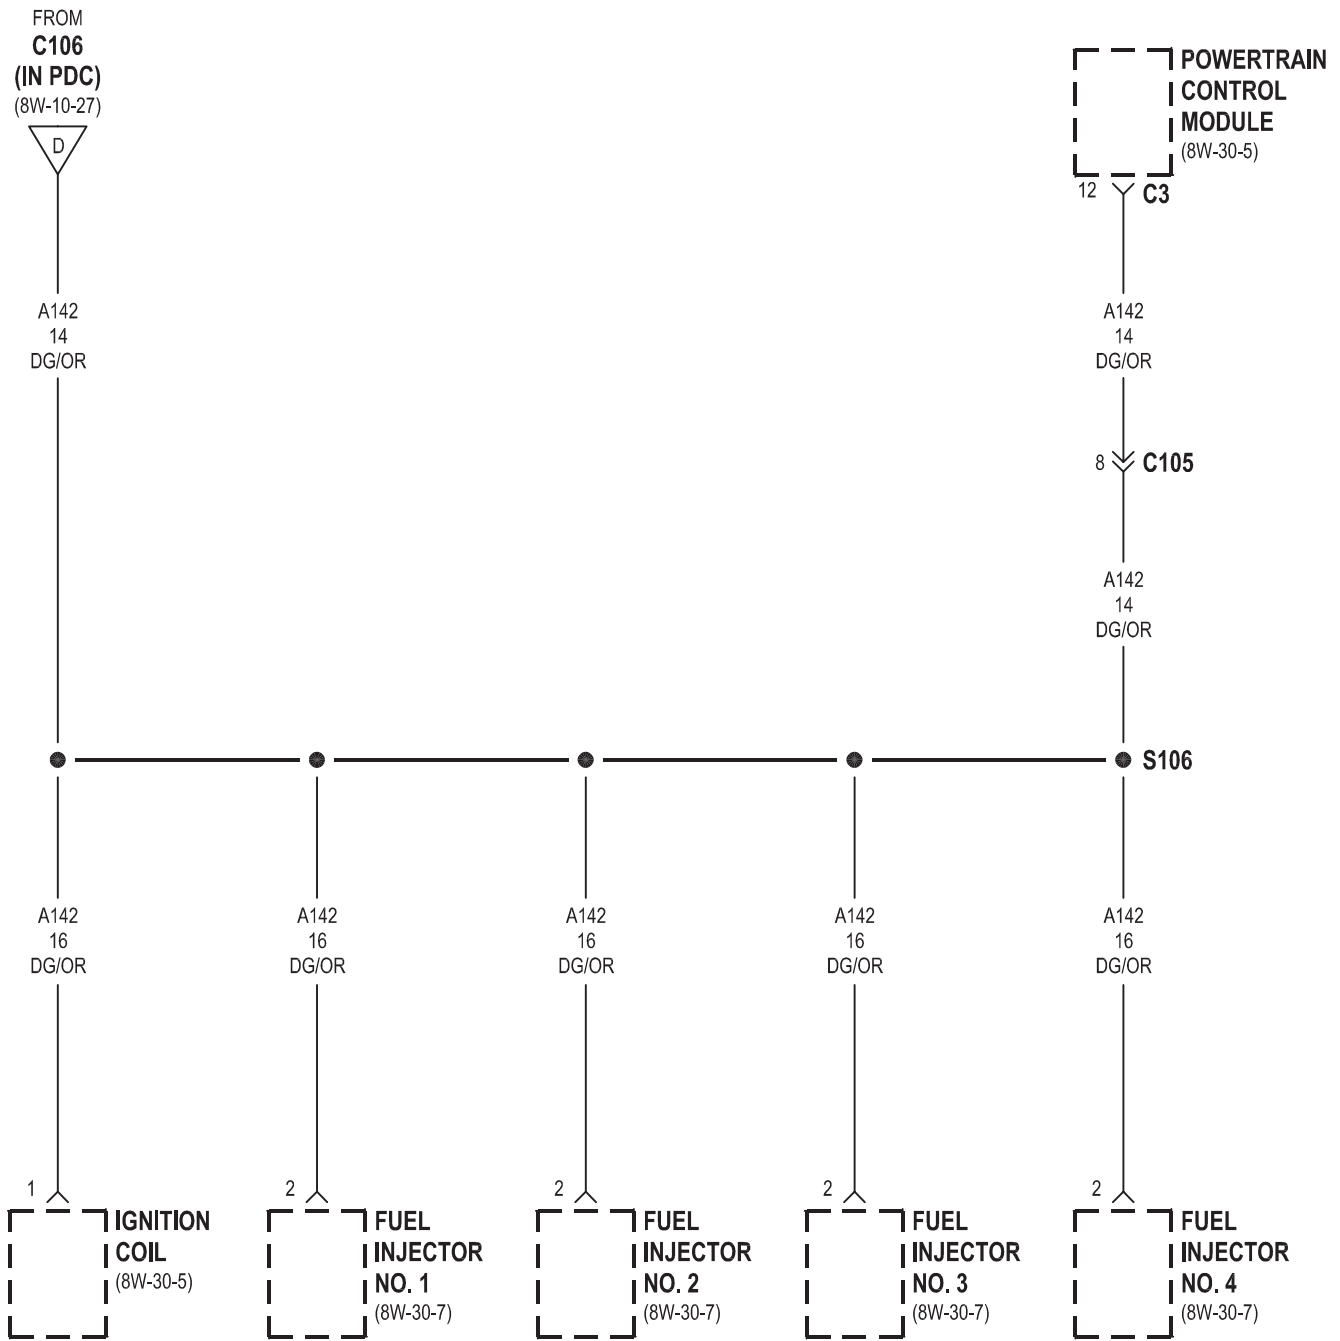 FROM
C106
(IN PDC)
(8W-10-27)
D
POWERTRAIN
CONTROL
MODULE
(8W-30-5)
12
C3
A142
14
DG/OR
A142
14
DG/OR
8
C105
A142
14
DG/OR
S106
A142
16
DG/OR
A142
16
DG/OR
A142
16
DG/OR
A142
16
DG/OR
A142
16
DG/OR
1
IGNITION
COIL
(8W-30-5)
2
FUEL
INJECTOR
NO. 1
(8W-30-7)
2
FUEL
INJECTOR
NO. 2
(8W-30-7)
2
FUEL
INJECTOR
NO. 3
(8W-30-7)
2
FUEL
INJECTOR
NO. 4
(8W-30-7)